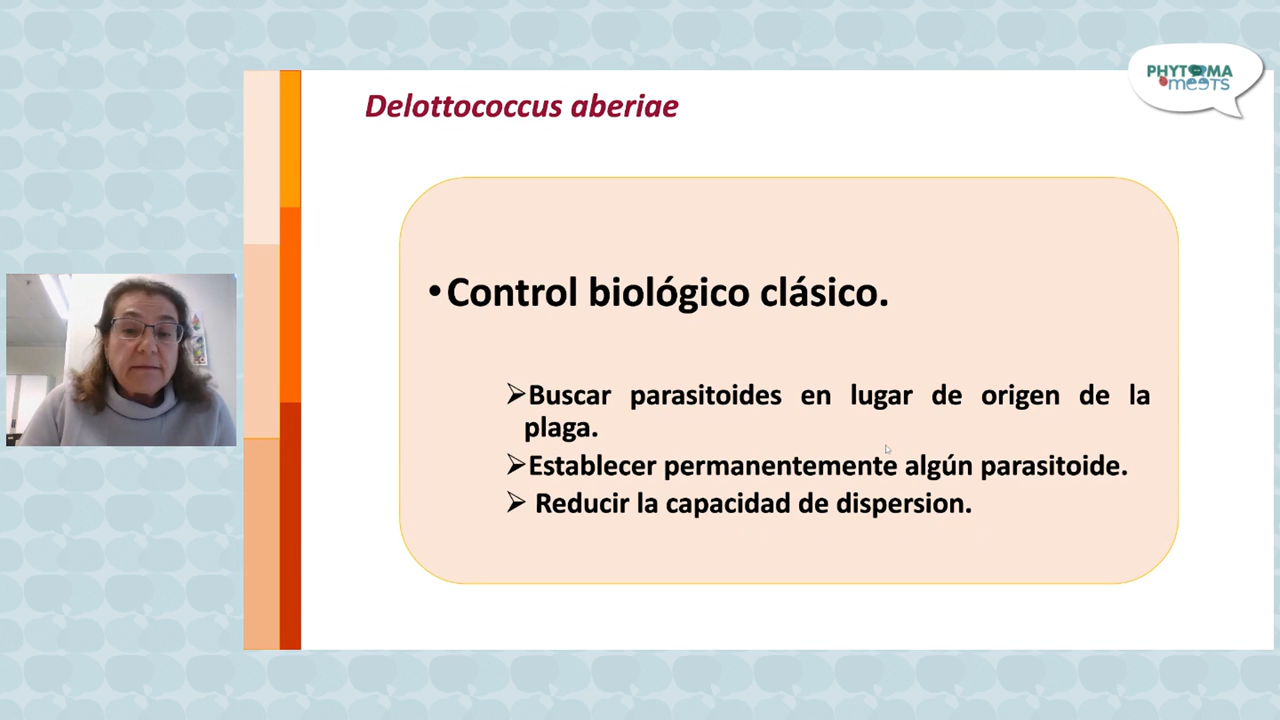 PHYTOMA
meets
Delottococcus aberiae
•Control biológico clásico.
➢Buscar parasitoides en lugar de origen de la
plaga.
➢Establecer permanentemente algún parasitoide.
➢ Reducir la capacidad de dispersion.